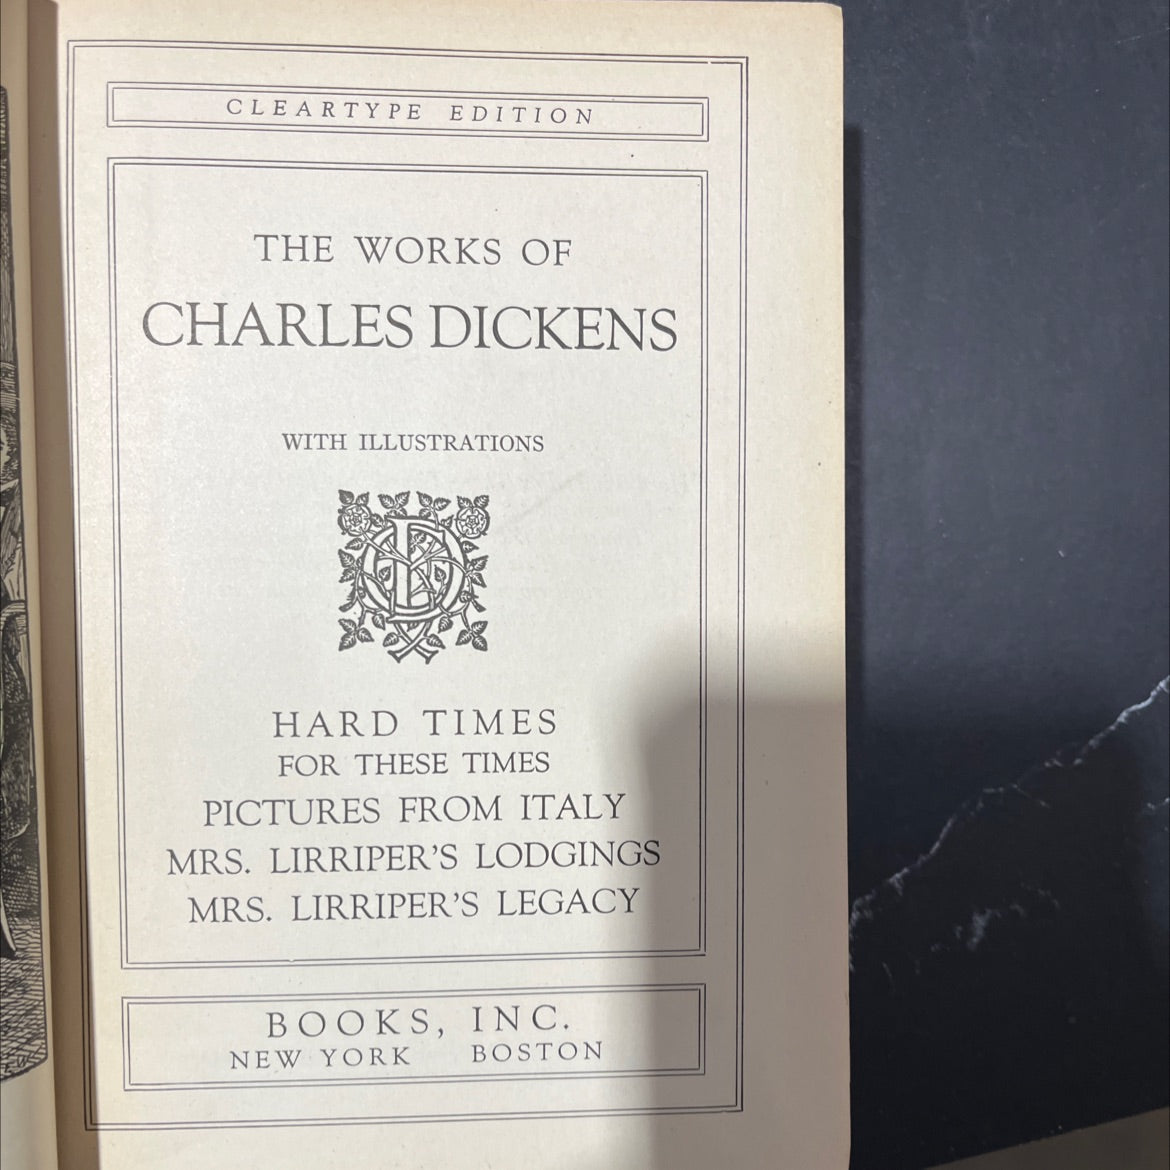 CLEARTYPE EDITION
THE WORKS OF
CHARLES DICKENS
WITH ILLUSTRATIONS
HARD TIMES
FOR THESE TIMES
PICTURES FROM ITALY
MRS. LIRRIPER'S LODGINGS
MRS. LIRRIPER'S LEGACY
BOOKS, INC.
NEW YORK BOSTON